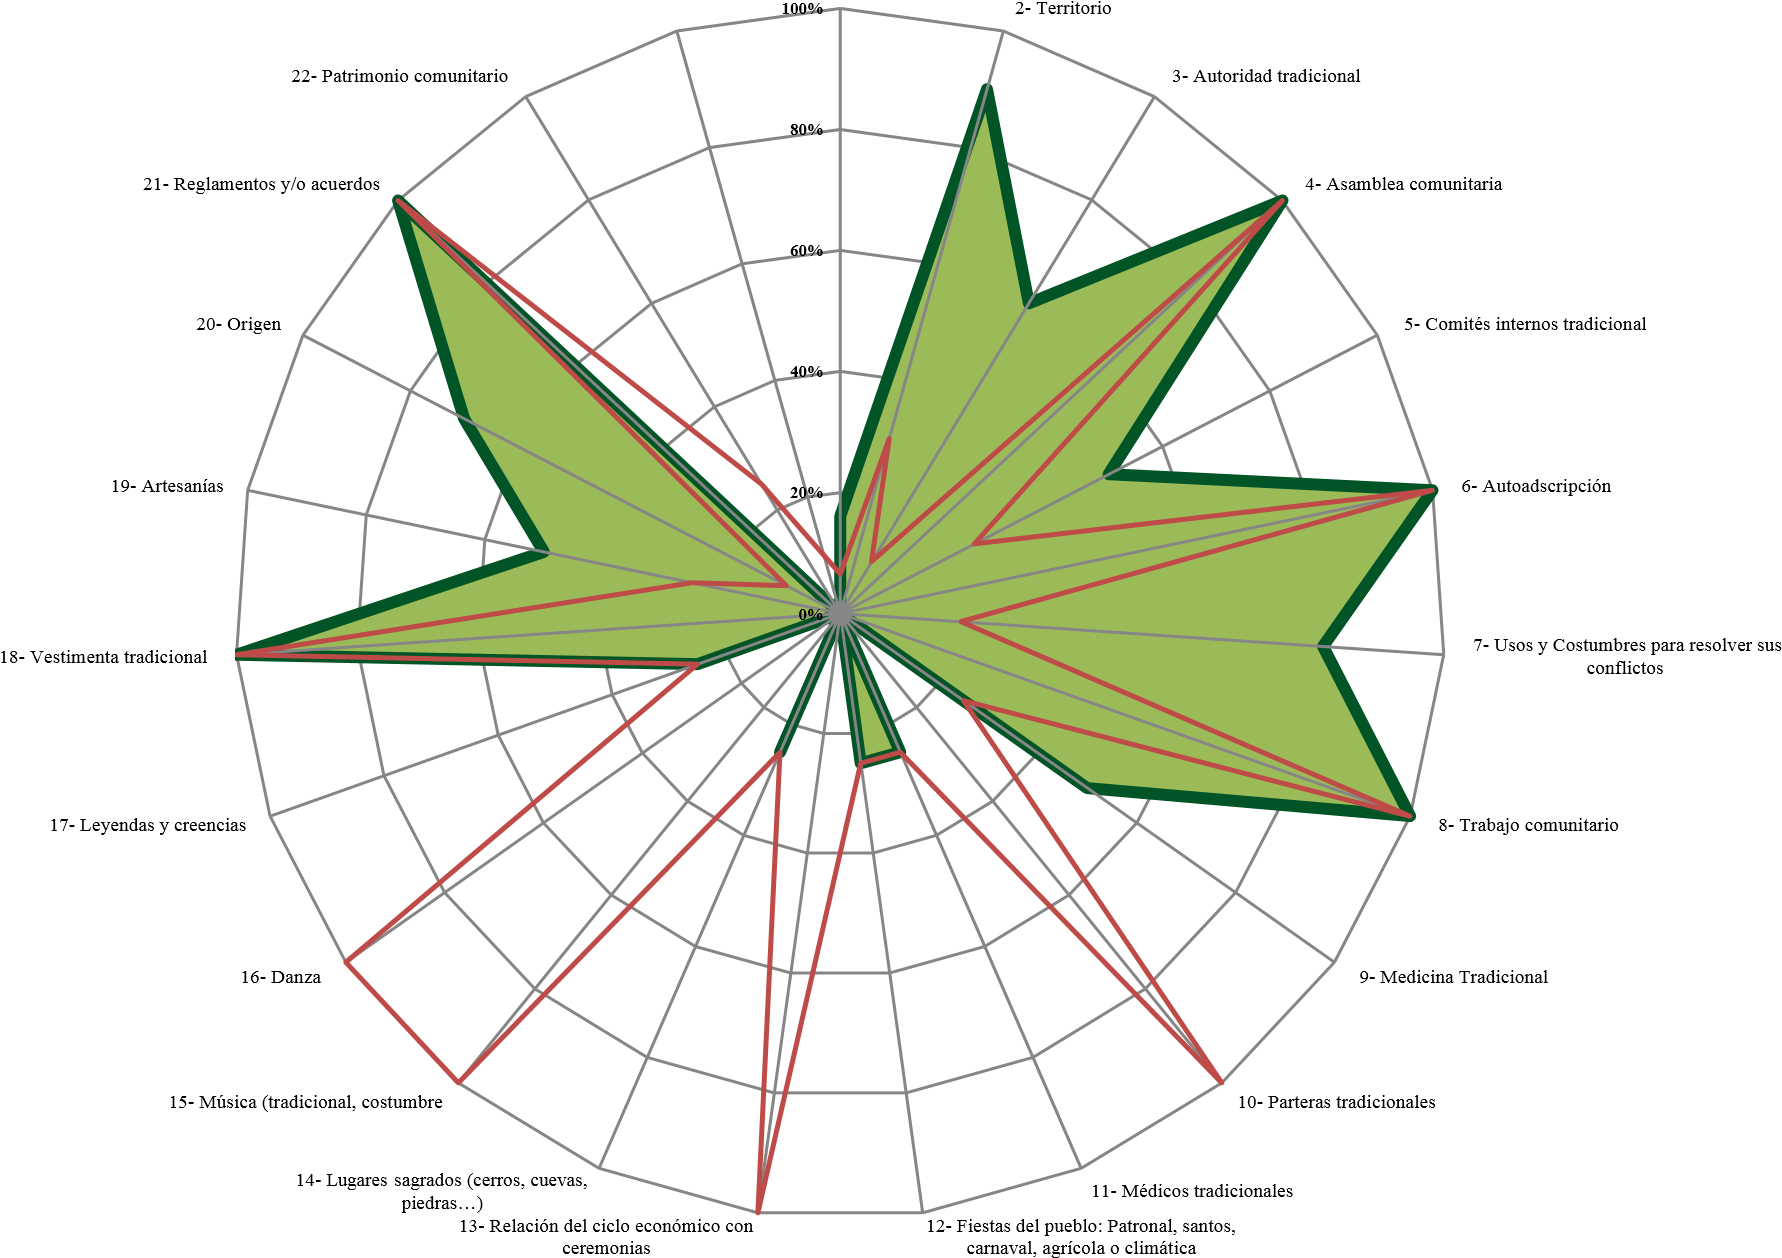 100%
80%
60%
40%
20%
0%
2- Territorio
3- Autoridad tradicional
4- Asamblea comunitaria
5- Comités internos tradicional
6- Autoadscripción
7- Usos y Costumbres para resolver sus
conflictos
8- Trabajo comunitario
9- Medicina Tradicional
10- Parteras tradicionales
11- Médicos tradicionales
12- Fiestas del pueblo: Patronal, santos,
carnaval, agrícola o climática
13- Relación del ciclo económico con
ceremonias
14- Lugares sagrados (cerros, cuevas,
piedras…)
15- Música (tradicional, costumbre
16- Danza
17- Leyendas y creencias
18- Vestimenta tradicional
19- Artesanías
20- Origen
21- Reglamentos y/o acuerdos
22- Patrimonio comunitario